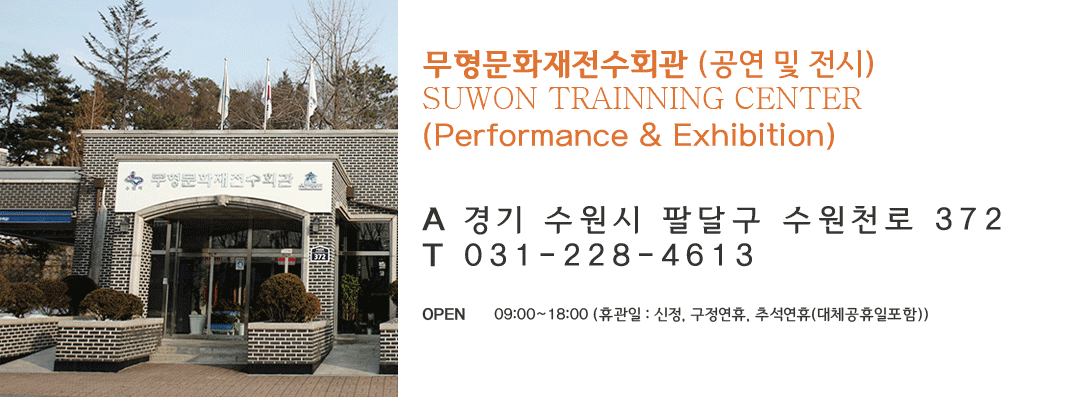 무형문화재전수회관 (공연 및 전시)
SUWON TRAINNING CENTER
(Performance & Exhibition)
무형문화재전수회관
372
A 경기 수원시 팔달구 수원천로 372
T 031-228-4613
OPEN 09:00~18:00 (휴관일 : 신정, 구정연휴, 추석연휴(대체공휴일포함))